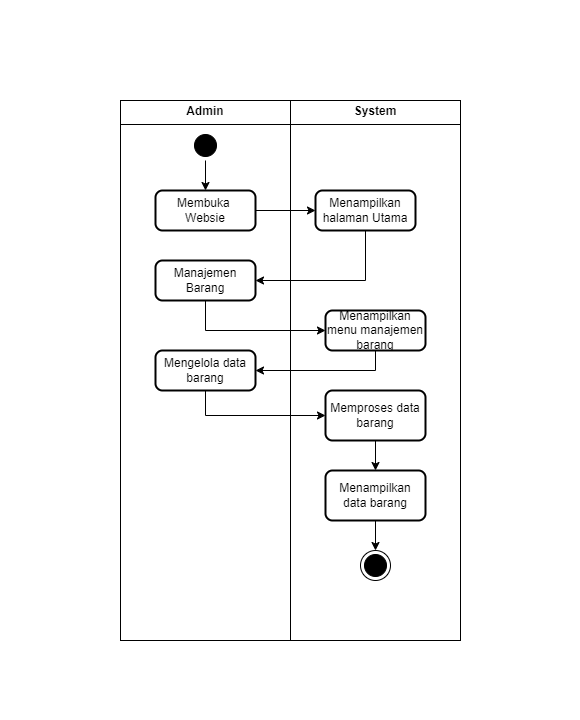 Admin
System
Membuka
Websie
Menampilkan
halaman Utama
Manajemen
Barang
Menampilkan
menu manajemen
barang
Mengelola data
barang
Memproses data
barang
Menampilkan
data barang